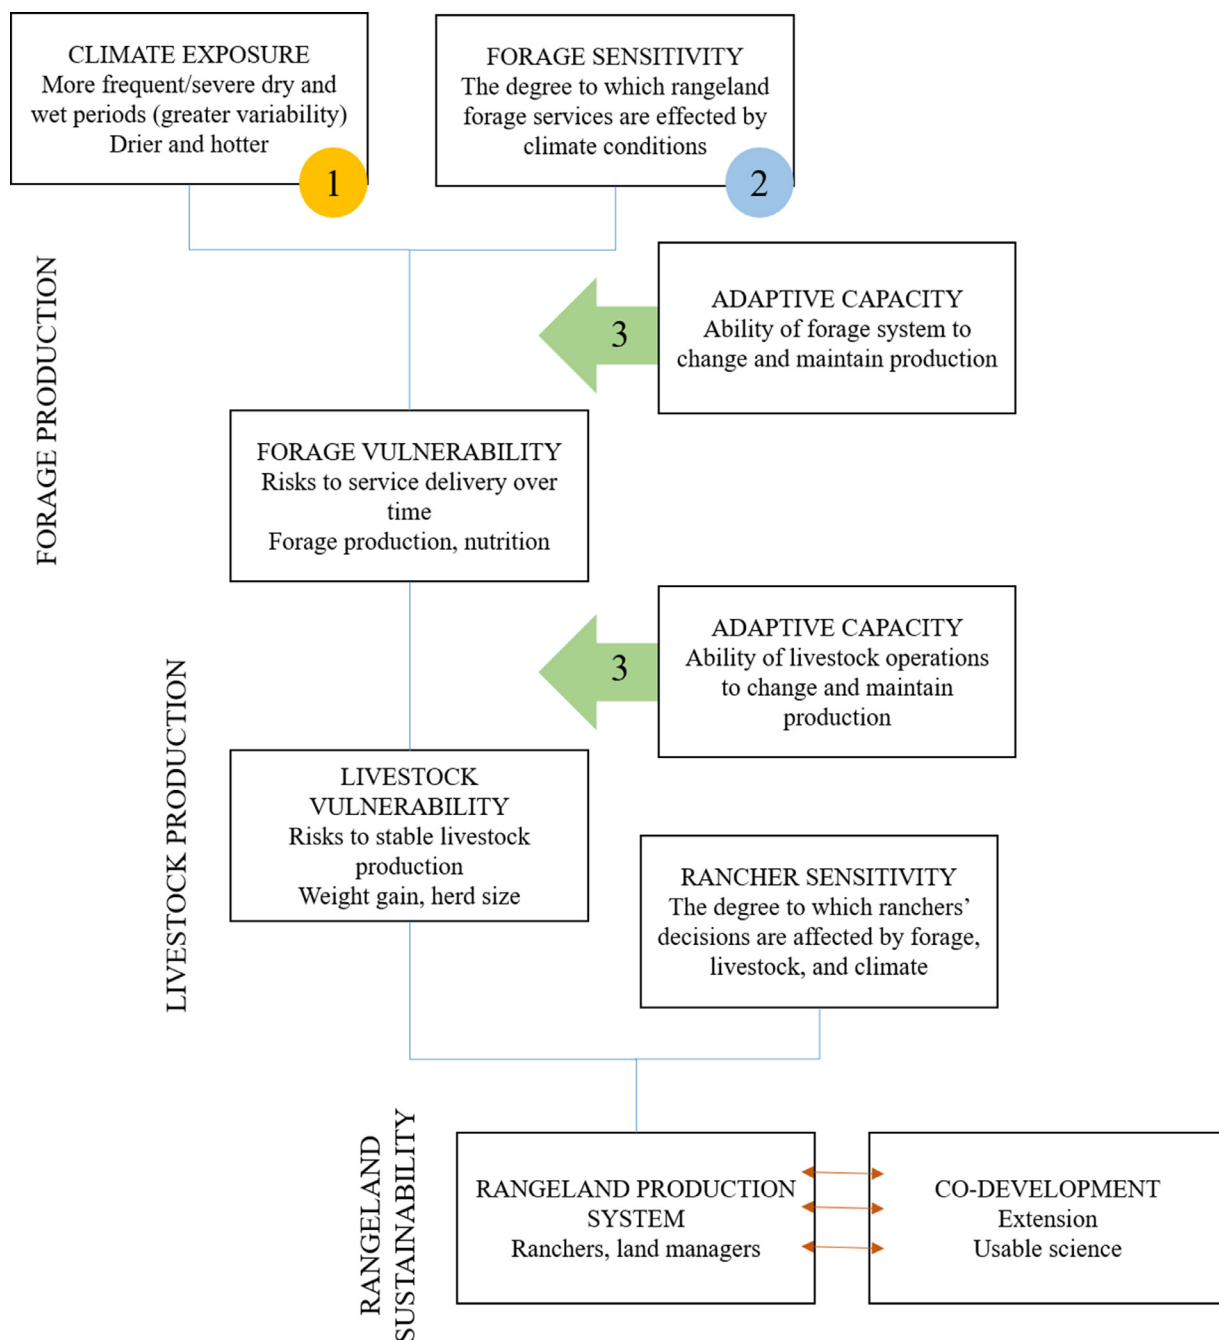 CLIMATE EXPOSURE
More frequent/severe dry and
wet periods (greater variability)
Drier and hotter
1
FORAGE SENSITIVITY
The degree to which rangeland
forage services are effected by
climate conditions
2
FORAGE PRODUCTION
3
ADAPTIVE CAPACITY
Ability of forage system to
change and maintain production
FORAGE VULNERABILITY
Risks to service delivery over
time
Forage production, nutrition
LIVESTOCK PRODUCTION
3
ADAPTIVE CAPACITY
Ability of livestock operations
to change and maintain
production
LIVESTOCK
VULNERABILITY
Risks to stable livestock
production
Weight gain, herd size
RANCHER SENSITIVITY
The degree to which ranchers’
decisions are affected by forage,
livestock, and climate
RANGELAND
SUSTAINABILITY
RANGELAND PRODUCTION
SYSTEM
Ranchers, land managers
CO-DEVELOPMENT
Extension
Usable science